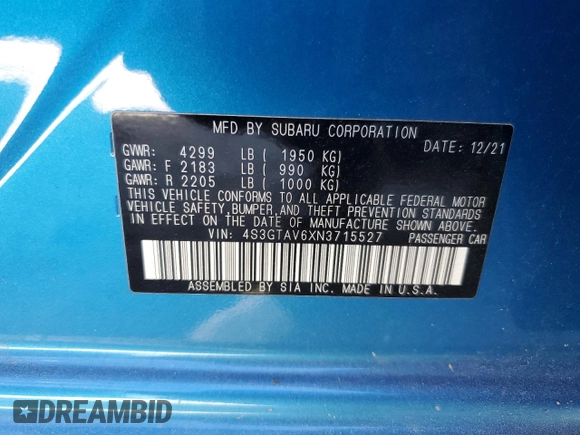 MFD BY SUBARU CORPORATION
DATE: 12/21
GVWR: 4299 LB ( 1950 KG)
GAWR: F 2183 LB ( 990 KG)
GAWR: R 2205 LB ( 1000 KG)
THIS VEHICLE CONFORMS TO ALL APPLICABLE FEDERAL MOTOR
VEHICLE SAFETY,BUMPER,AND THEFT PREVENTION STANDARDS
IN EFFECT ON THE DATE OF MANUFACTURE SHOWN ABOVE.
VIN: 4S3GTAV6XN3715527 PASSENGER CAR
ASSEMBLED BY SIA INC. MADE IN U.S.A.
DREAMBID